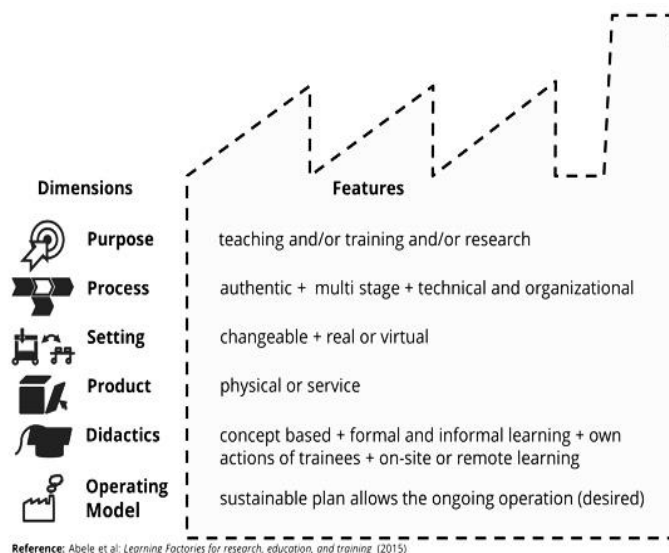 Dimensions Features
Purpose teaching and/or training and/or research
Process authentic + multi stage + technical and organizational
Setting changeable + real or virtual
Product physical or service
Didactics concept based + formal and informal learning + own
actions of trainees + on-site or remote learning
Operating
Model sustainable plan allows the ongoing operation (desired)
Reference: Abele et al: Learning Factories for research, education, and training (2015)